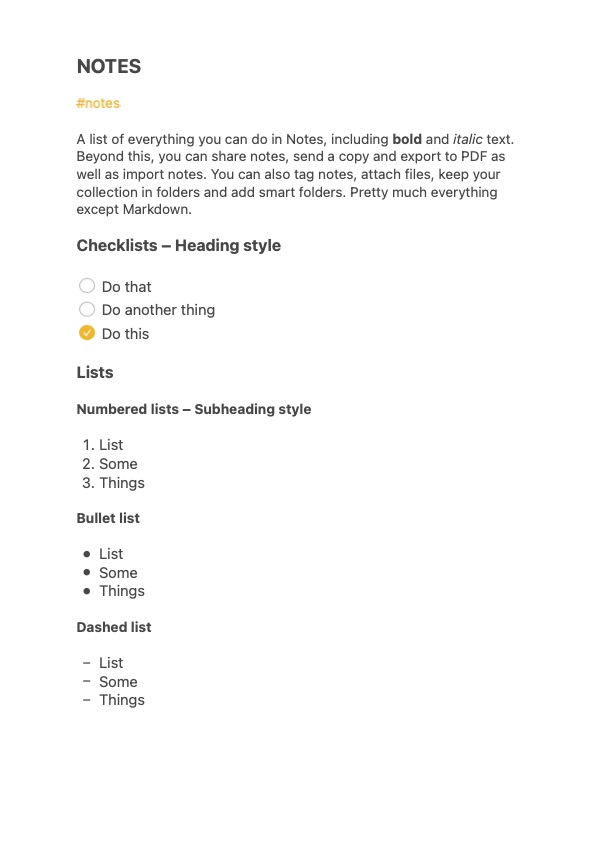 NOTES
#notes
A list of everything you can do in Notes, including bold and italic text.
Beyond this, you can share notes, send a copy and export to PDF as
well as import notes. You can also tag notes, attach files, keep your
collection in folders and add smart folders. Pretty much everything
except Markdown.
Checklists – Heading style
Do that
Do another thing
Do this
Lists
Numbered lists – Subheading style
1. List
2. Some
3. Things
Bullet list
• List
• Some
• Things
Dashed list
– List
– Some
– Things